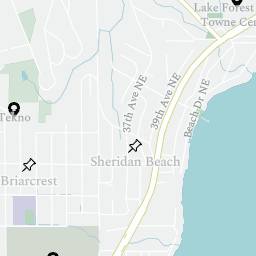 Lake Forest
Towne Cen
37th Ave NE
39th Ave NE
Beach Dr NE
Tekno
Sheridan Beach
Briarcrest